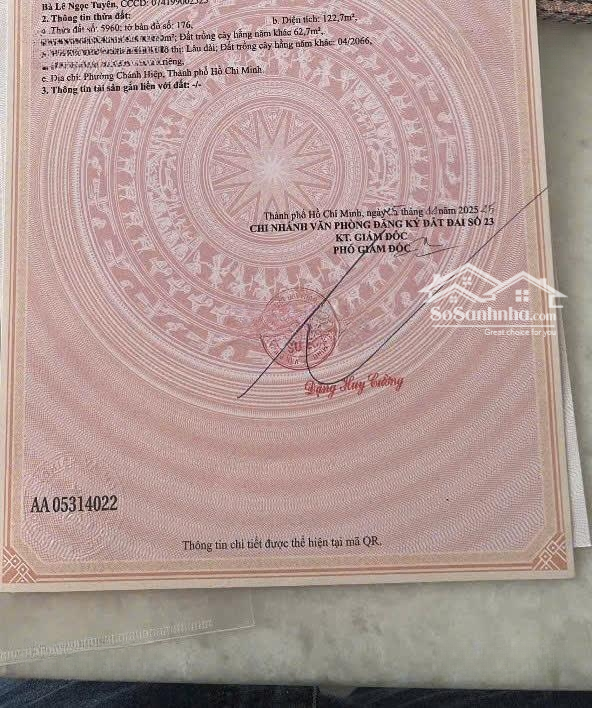 Bà Lê Ngọc Tuyên, CCCD: 074199002325
2. Thông tin thửa đất:
a. Thửa đất số: 5960; tờ bản đồ số: 176, b. Diện tích: 122,7m²,
Đất trồng cây hằng năm khác 62,7m²,
đô thị: Lâu dài; Đất trồng cây hằng năm khác: 04/2066,
riêng,
e. Địa chỉ: Phường Chánh Hiệp, Thành phố Hồ Chí Minh.
3. Thông tin tài sản gắn liền với đất: -/-
Thành phố Hồ Chí Minh, ngày tháng năm 2025
CHI NHÁNH VĂN PHÒNG ĐĂNG KÝ ĐẤT ĐAI SỐ 23
KT. GIÁM ĐỐC
PHÓ GIÁM ĐỐC
SoSanhnha.com
Great choice for you
Đặng Huy Cường
AA 05314022
Thông tin chi tiết được thể hiện tại mã QR.